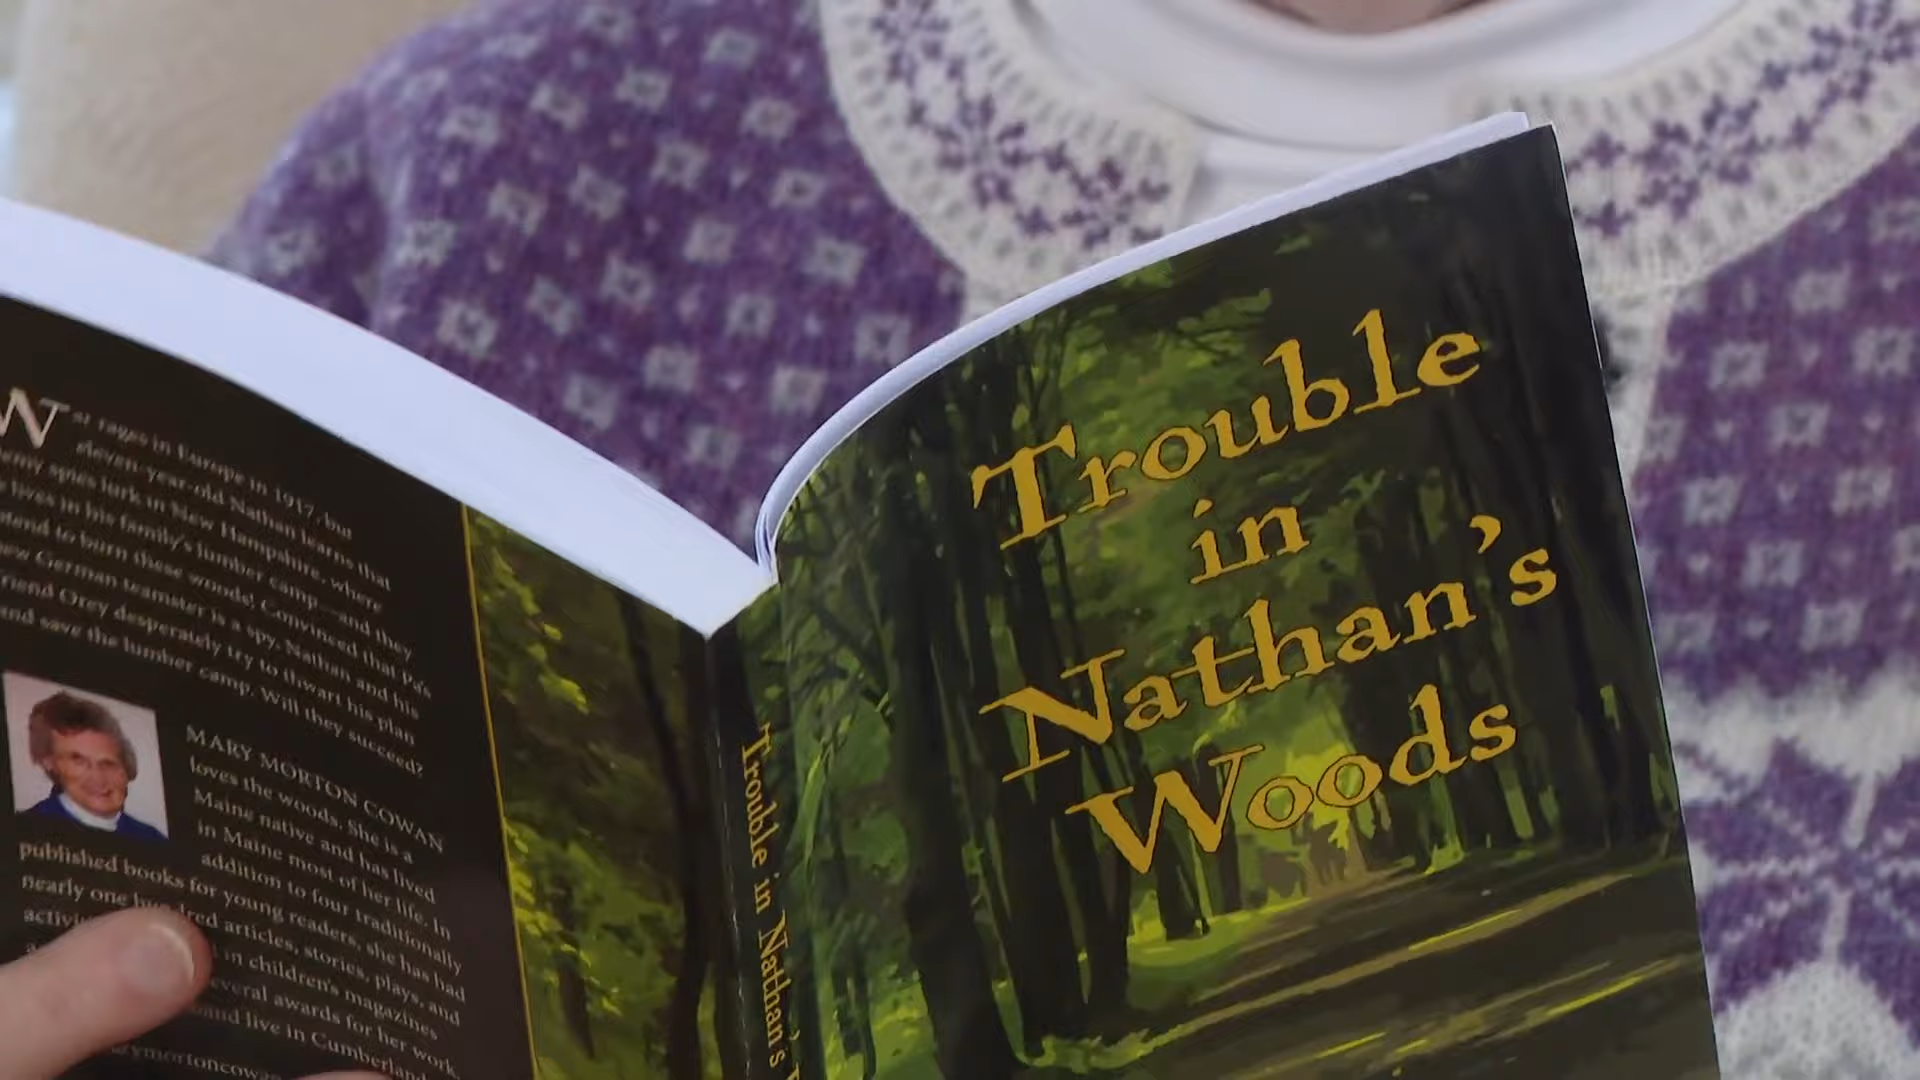 War rages in Europe in 1917, but
eleven-year-old Nathan learns that
enemy spies lurk in New Hampshire, where
he lives in his family's lumber camp—and they
intend to burn these woods! Convinced that Pa's
new German teamster is a spy, Nathan and his
friend Orey desperately try to thwart his plan
and save the lumber camp. Will they succeed?
MARY MORTON COWAN
loves the woods. She is a
Maine native and has lived
in Maine most of her life. In
addition to four traditionally
published books for young readers, she has had
nearly one hundred articles, stories, plays, and
in children's magazines
several awards for her work.
and live in Cumberland
Trouble in Nathan's
Trouble
in
Nathan's
Woods